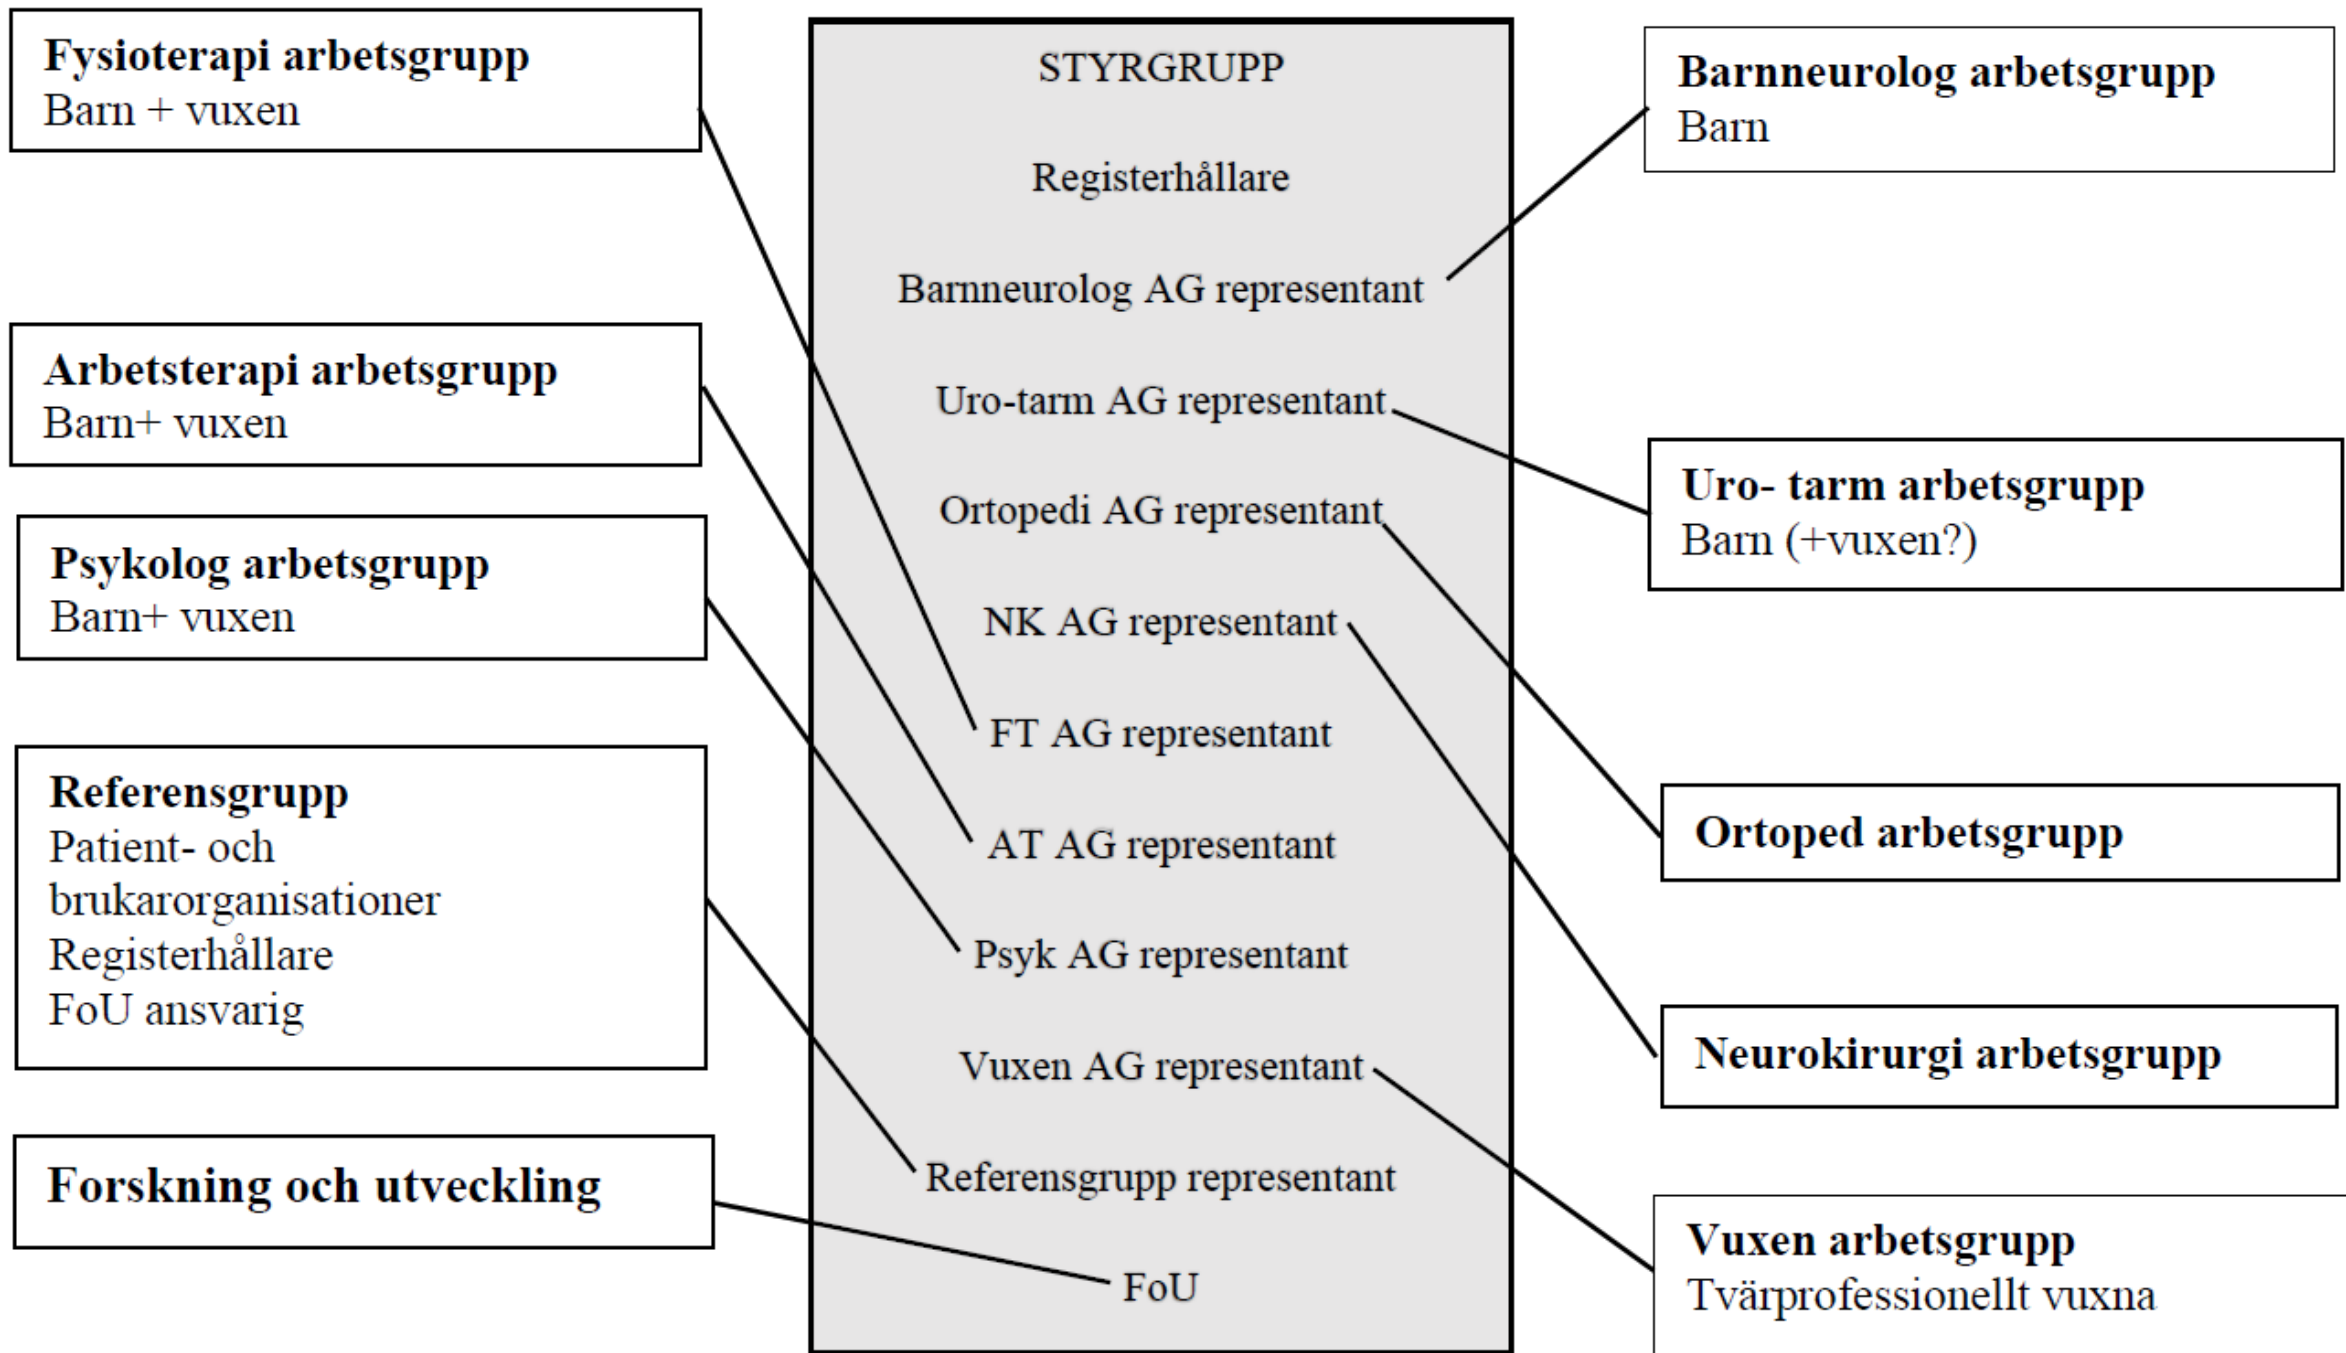 Fysioterapi arbetsgrupp
Barn + vuxen
Arbetsterapi arbetsgrupp
Barn+ vuxen
Psykolog arbetsgrupp
Barn+ vuxen
Referensgrupp
Patient- och
brukarorganisationer
Registerhållare
FoU ansvarig
Forskning och utveckling
STYRGRUPP
Registerhållare
Barnneurolog AG representant
Uro-tarm AG representant
Ortopedi AG representant
NK AG representant
FT AG representant
AT AG representant
Psyk AG representant
Vuxen AG representant
Referensgrupp representant
FoU
Barnneurolog arbetsgrupp
Barn
Uro- tarm arbetsgrupp
Barn (+vuxen?)
Ortoped arbetsgrupp
Neurokirurgi arbetsgrupp
Vuxen arbetsgrupp
Tvärprofessionellt vuxna